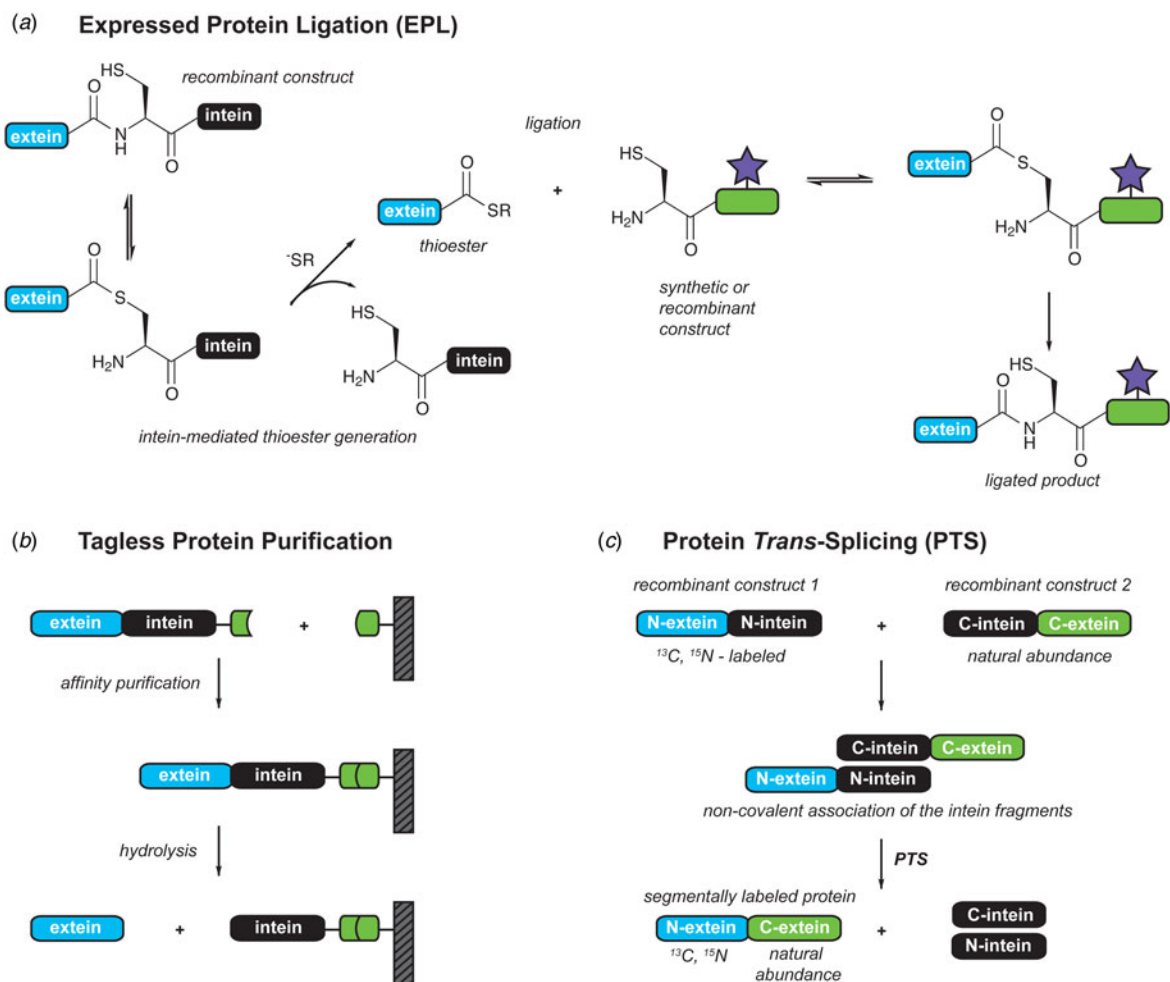 (a) Expressed Protein Ligation (EPL)
HS
recombinant construct
O
extein
N
H
O
intein
ligation
O
extein
SR
thioester
+
HS
H₂N
O
synthetic or
recombinant
construct
O
extein
S
H₂N
O
O
extein
S
H₂N
O
intein
⁻SR
HS
H₂N
O
intein
intein-mediated thioester generation
HS
O
extein
N
H
O
ligated product
(b) Tagless Protein Purification
extein intein +
affinity purification
extein intein
hydrolysis
extein + intein
(c) Protein Trans-Splicing (PTS)
recombinant construct 1
N-extein N-intein
¹³C, ¹⁵N - labeled
+
recombinant construct 2
C-intein C-extein
natural abundance
C-intein C-extein
N-extein N-intein
non-covalent association of the intein fragments
PTS
segmentally labeled protein
N-extein C-extein
¹³C, ¹⁵N
natural
abundance
+
C-intein
N-intein